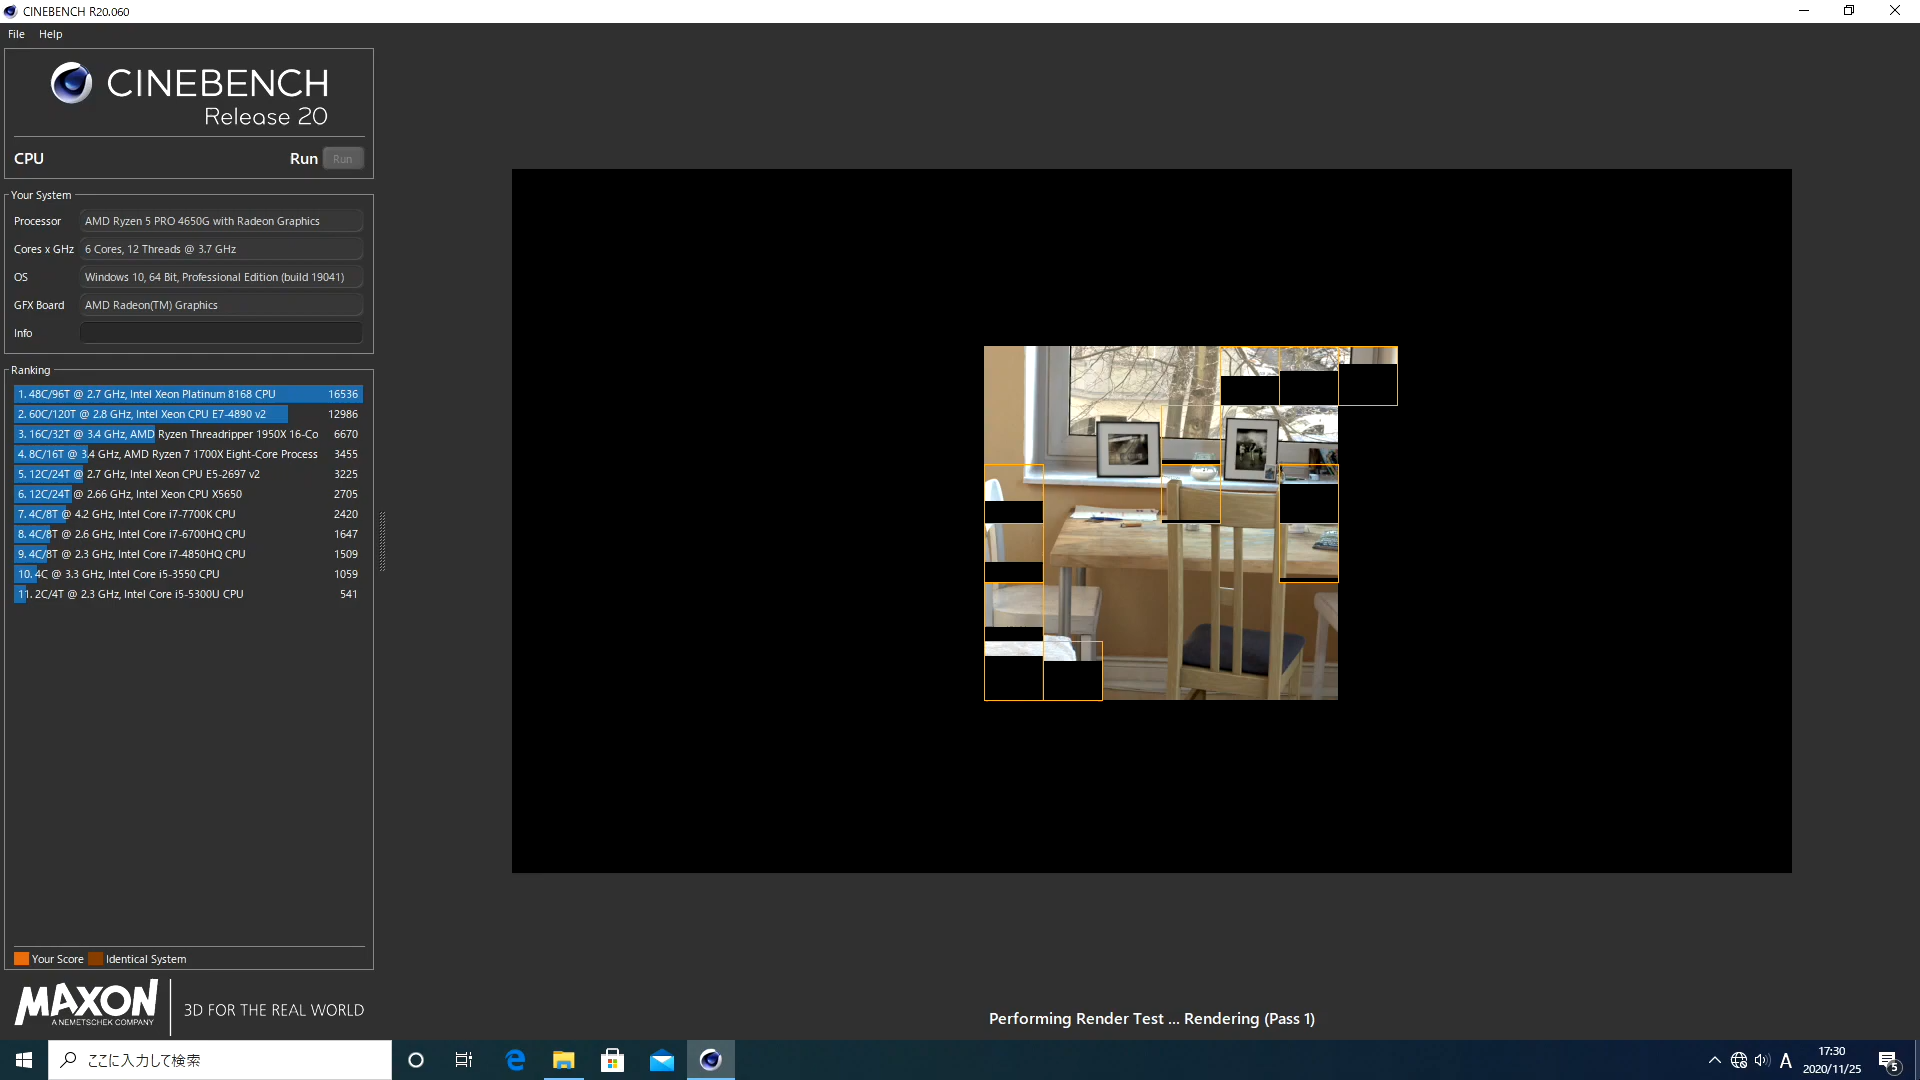 CINEBENCH R20.060
File Help
CINEBENCH
Release 20
CPU Run Run
Your System
Processor AMD Ryzen 5 PRO 4650G with Radeon Graphics
Cores x GHz 6 Cores, 12 Threads @ 3.7 GHz
OS Windows 10, 64 Bit, Professional Edition (build 19041)
GFX Board AMD Radeon(TM) Graphics
Info
Ranking
1. 48C/96T @ 2.7 GHz, Intel Xeon Platinum 8168 CPU 16536
2. 60C/120T @ 2.8 GHz, Intel Xeon CPU E7-4890 v2 12986
3. 16C/32T @ 3.4 GHz, AMD Ryzen Threadripper 1950X 16-Co 6670
4. 8C/16T @ 3.4 GHz, AMD Ryzen 7 1700X Eight-Core Process 3455
5. 12C/24T @ 2.7 GHz, Intel Xeon CPU E5-2697 v2 3225
6. 12C/24T @ 2.66 GHz, Intel Xeon CPU X5650 2705
7. 4C/8T @ 4.2 GHz, Intel Core i7-7700K CPU 2420
8. 4C/8T @ 2.6 GHz, Intel Core i7-6700HQ CPU 1647
9. 4C/8T @ 2.3 GHz, Intel Core i7-4850HQ CPU 1509
10. 4C @ 3.3 GHz, Intel Core i5-3550 CPU 1059
11. 2C/4T @ 2.3 GHz, Intel Core i5-5300U CPU 541
Your Score Identical System
MAXON
A NEMETSCHEK COMPANY
3D FOR THE REAL WORLD
Performing Render Test ... Rendering (Pass 1)
ここに入力して検索
A
17:30
2020/11/25
5